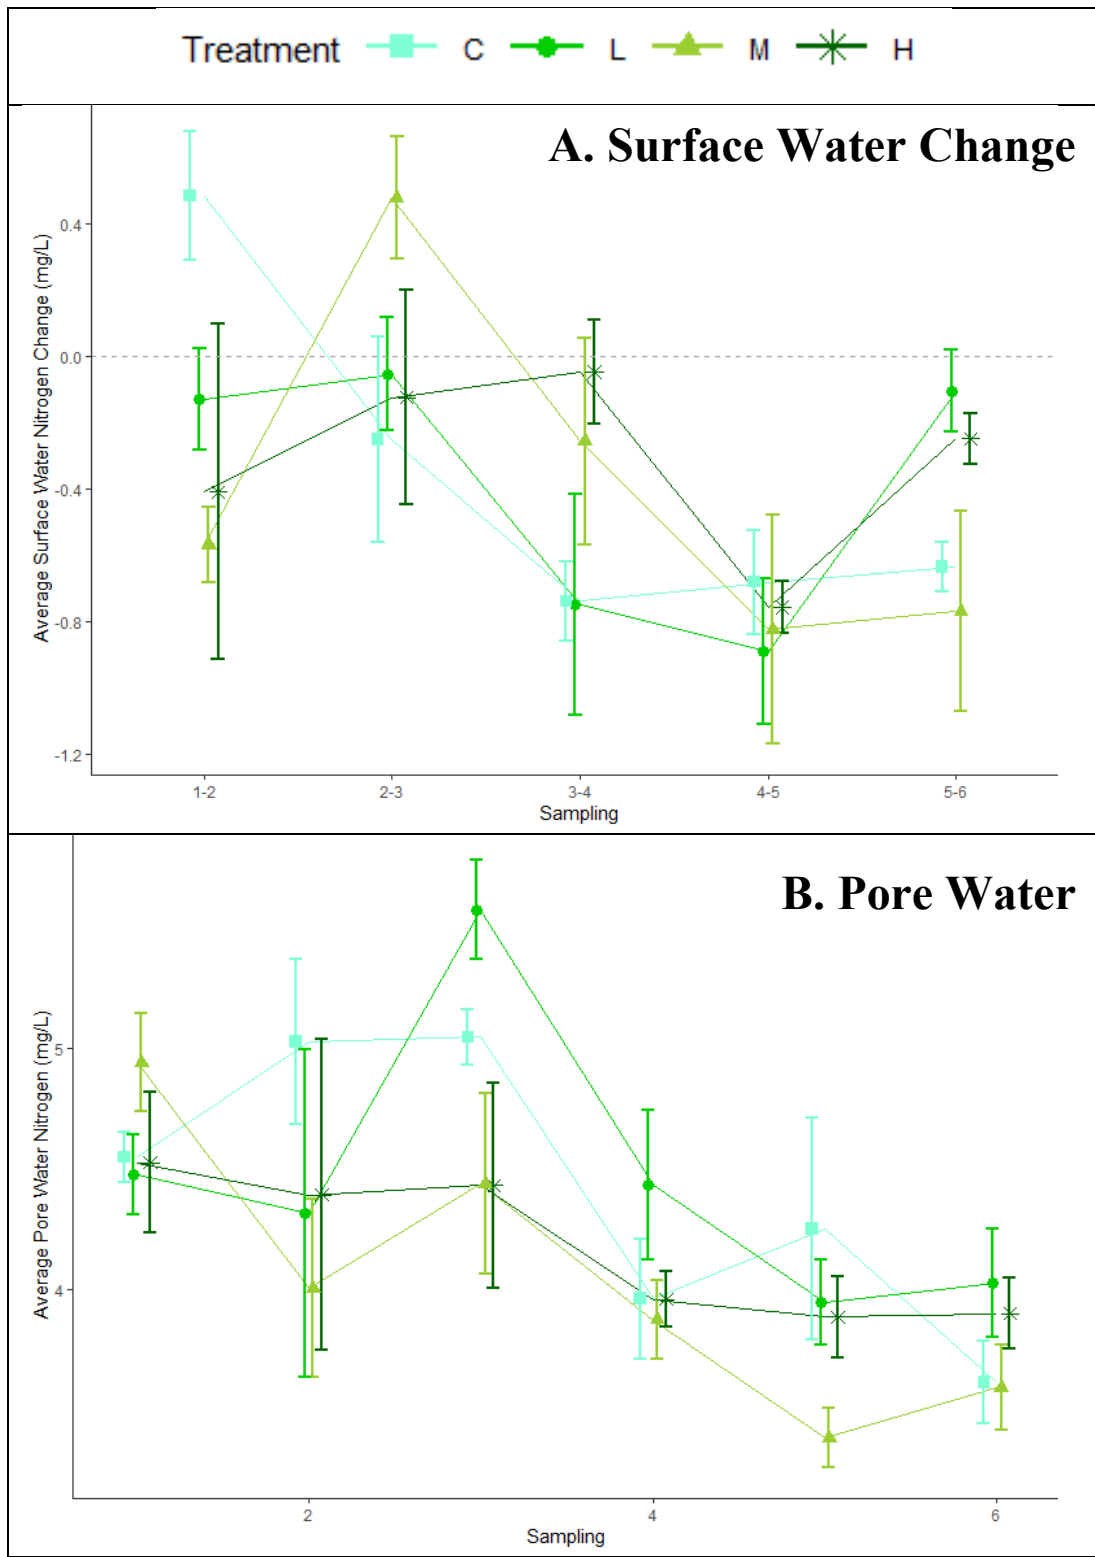 Treatment C L M H
A. Surface Water Change
Average Surface Water Nitrogen Change (mg/L)
0.4
0.0
-0.4
-0.8
-1.2
1-2 2-3 3-4 4-5 5-6
Sampling
B. Pore Water
Average Pore Water Nitrogen (mg/L)
5
4
2 4 6
Sampling